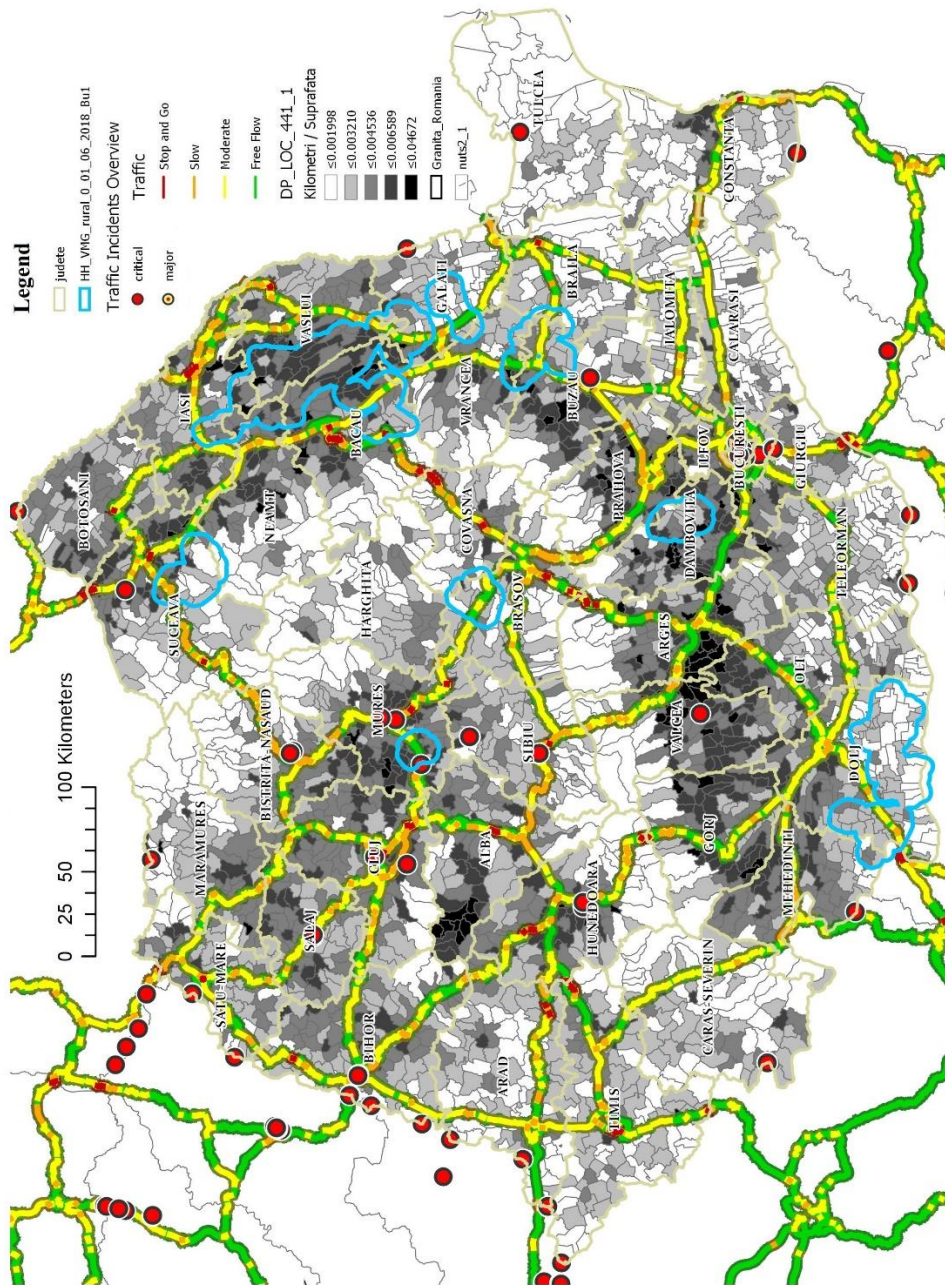 Legend
judete
HH_VMG_rural_0_01_06_2018_Bu1
Traffic Incidents Overview
critical
major
Traffic
Stop and Go
Slow
Moderate
Free Flow
DP_LOC_441_1
Kilometri / Suprafata
≤0.001998
≤0.003210
≤0.004536
≤0.006589
≤0.04672
Granita_Romania
nuts2_1
0 25 50 100 Kilometers
BOTOSANI
SUCEAVA
IASI
NEAMT
VASLUI
BACAU
HARGHITA
GALATI
VRANCEA
COVASNA
BRASOV
BUZAU
BRAILA
TULCEA
PRAHOVA
DAMBOVITA
ILFOV
BUCURESTI
IALOMITA
CALARASI
CONSTANTA
GIURGIU
TELEORMAN
ARGES
OLT
VALCEA
DOLJ
GORJ
MEHEDINTI
SIBIU
MURES
BISTRITA-NASAUD
MARAMURES
CLUJ
ALBA
SALAJ
SATU-MARE
HUNEDOARA
BIHOR
ARAD
TIMIS
CARAS-SEVERIN